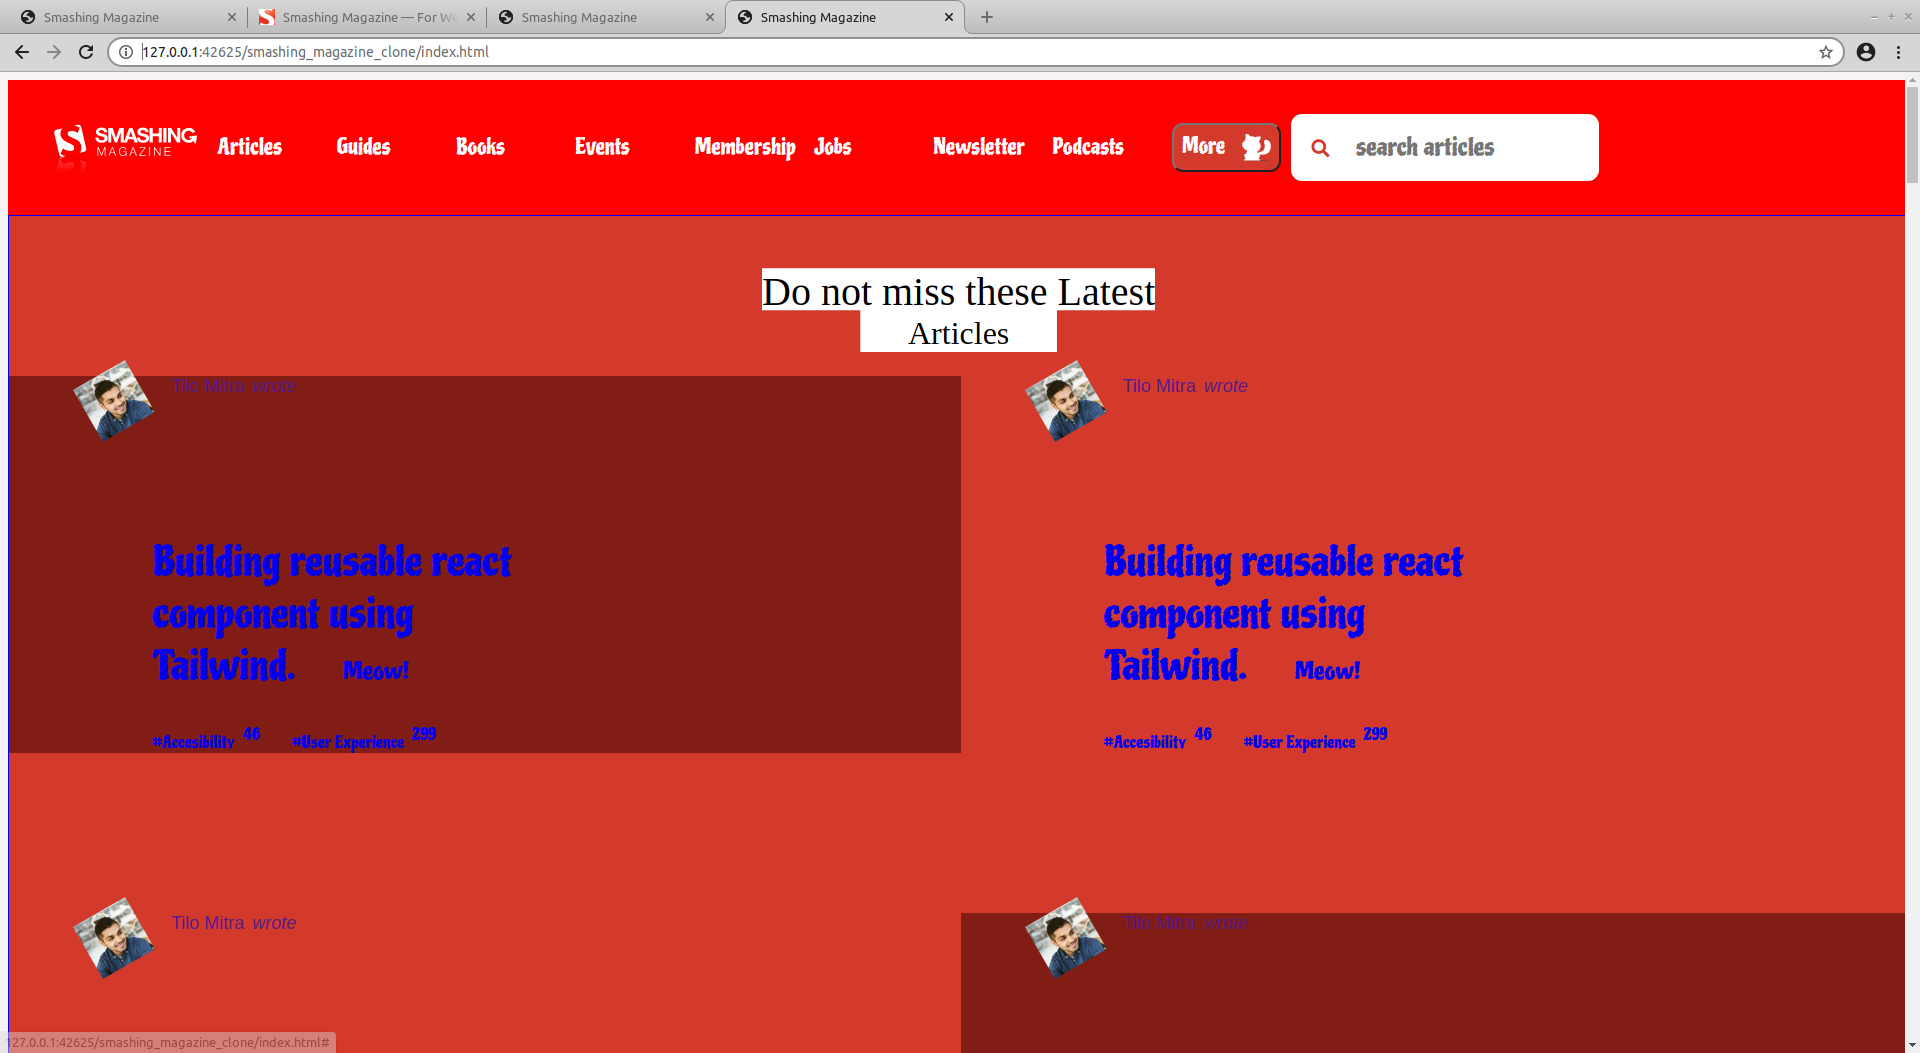 Smashing Magazine
Smashing Magazine — For We
Smashing Magazine
Smashing Magazine
127.0.0.1:42625/smashing_magazine_clone/index.html
SMASHING
MAGAZINE
Articles Guides Books Events Membership Jobs Newsletter Podcasts More search articles
Do not miss these Latest
Articles
Tilo Mitra wrote
Building reusable react
component using
Tailwind. Meow!
#Accesibility 46 #User Experience 299
Tilo Mitra wrote
Building reusable react
component using
Tailwind. Meow!
#Accesibility 46 #User Experience 299
Tilo Mitra wrote
Tilo Mitra wrote
127.0.0.1:42625/smashing_magazine_clone/index.html#